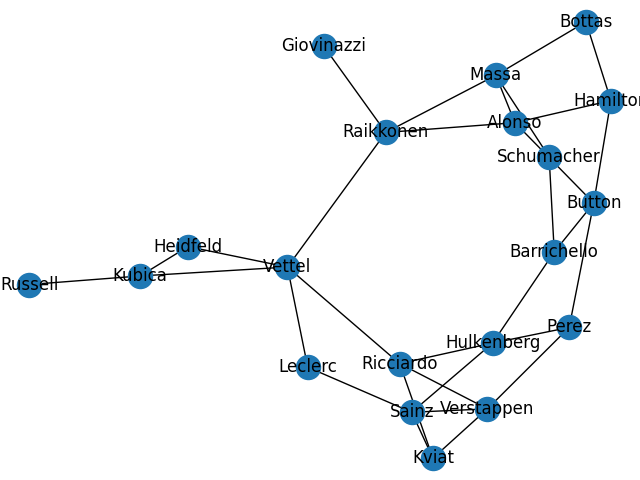 Bottas
Giovinazzi
Massa
Hamilton
Alonso
Raikkonen
Schumacher
Button
Heidfeld
Barrichello
Vettel
Kubica
Russell
Perez
Hulkenberg
Ricciardo
Leclerc
Verstappen
Sainz
Kviat